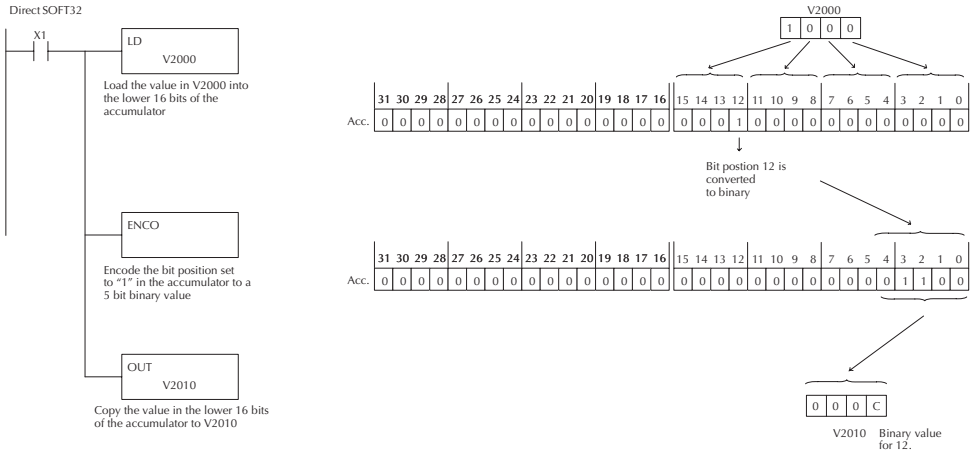 Direct SOFT32
X1
LD
V2000
Load the value in V2000 into
the lower 16 bits of the
accumulator
V2000
1 0 0 0
31 30 29 28 27 26 25 24 23 22 21 20 19 18 17 16 15 14 13 12 11 10 9 8 7 6 5 4 3 2 1 0
Acc. 0 0 0 0 0 0 0 0 0 0 0 0 0 0 0 0 0 0 0 1 0 0 0 0 0 0 0 0 0 0 0 0
Bit postion 12 is
converted
to binary
ENCO
Encode the bit position set
to “1” in the accumulator to a
5 bit binary value
31 30 29 28 27 26 25 24 23 22 21 20 19 18 17 16 15 14 13 12 11 10 9 8 7 6 5 4 3 2 1 0
Acc. 0 0 0 0 0 0 0 0 0 0 0 0 0 0 0 0 0 0 0 0 0 0 0 0 0 0 0 0 1 1 0 0
OUT
V2010
Copy the value in the lower 16 bits
of the accumulator to V2010
0 0 0 C
V2010 Binary value
for 12.